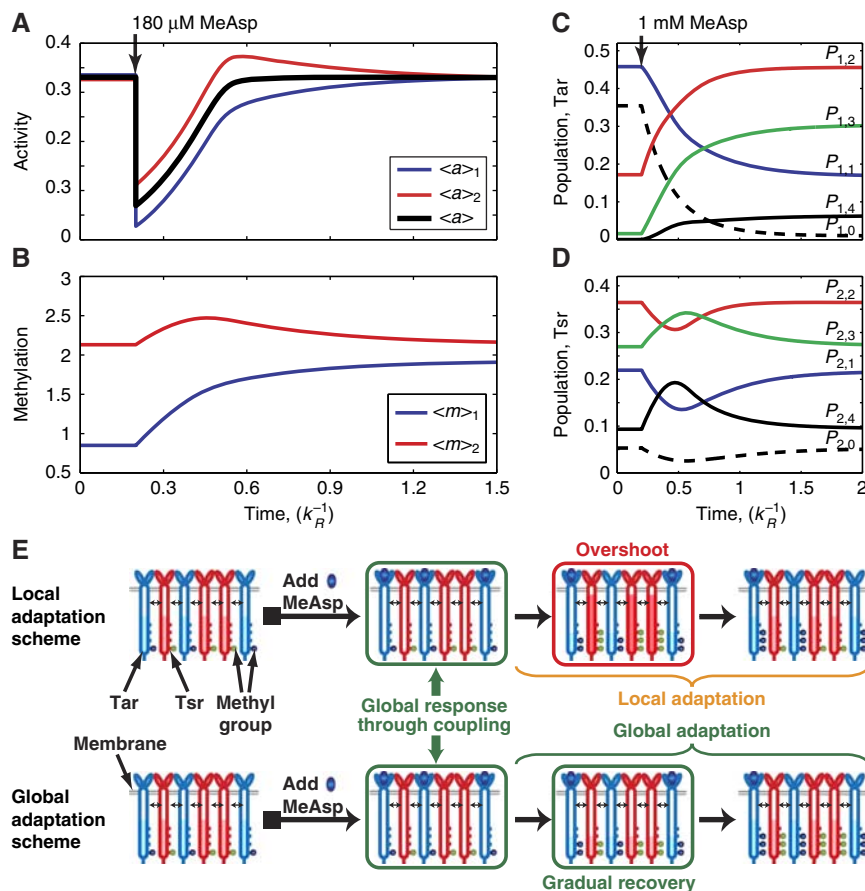 A
180 μM MeAsp
0.4
0.3
0.3
0
Activity
<a>1
<a>2
<a>
B
3
2.5
2
1.5
1
0.5
Methylation
<m>1
<m>2
0
0.3
0.6
0.9
1.2
1.5
Time, (k_R^-1)
C
1 mM MeAsp
0.5
0.4
0.3
0.2
0.1
0
Population, Tar
P1,2
P1,3
P1,1
P1,4
P1,0
D
0.4
0.3
0.2
0.1
0
Population, Tsr
P2,2
P2,3
P2,1
P2,4
P2,0
0
0.5
1
1.5
2
Time, (k_R^-1)
E
Local
adaptation
scheme
Add
MeAsp
Overshoot
Tar
Tsr
Methyl
group
Global response
through coupling
Local adaptation
Global adaptation
Membrane
Global
adaptation
scheme
Add
MeAsp
Gradual recovery